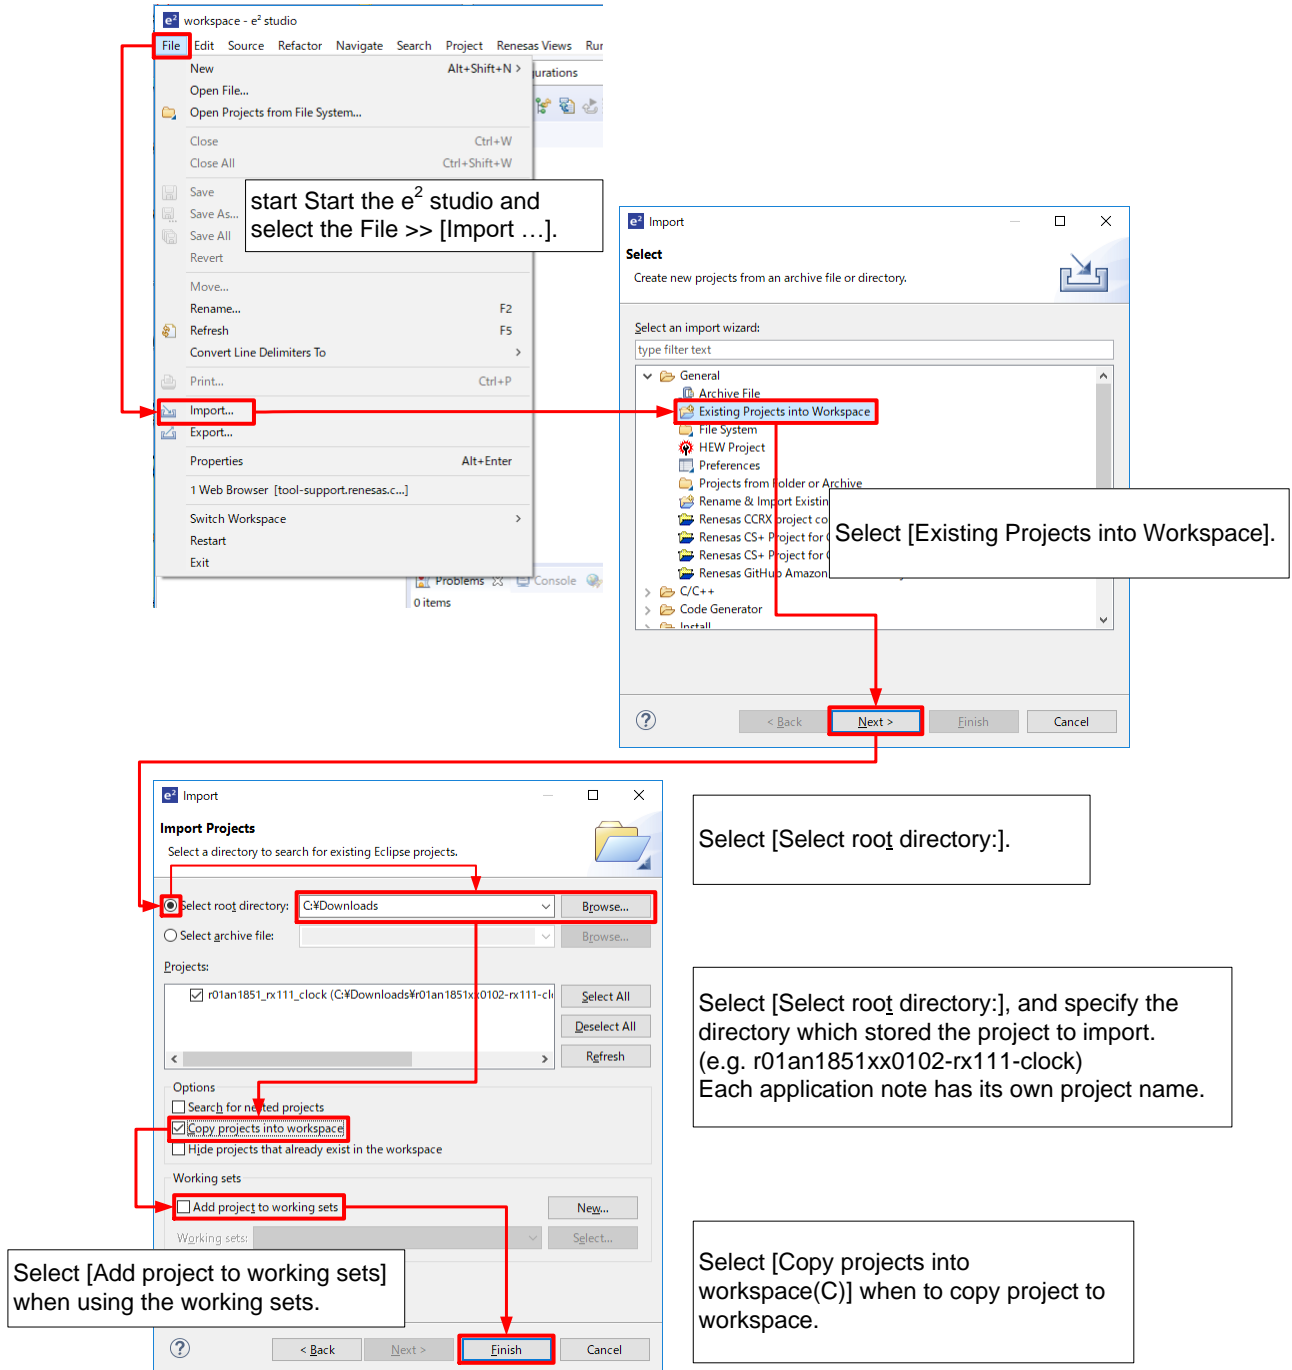 e² workspace - e² studio
File Edit Source Refactor Navigate Search Project Renesas Views Run
New Alt+Shift+N >
urations
Open File...
Open Projects from File System...
Close Ctrl+W
Close All Ctrl+Shift+W
Save
Save As...
Save All
Revert
start Start the e² studio and
select the File >> [Import …].
Move...
Rename... F2
Refresh F5
Convert Line Delimiters To >
Print... Ctrl+P
Import...
Export...
Properties Alt+Enter
1 Web Browser [tool-support.renesas.c...]
Switch Workspace >
Restart
Exit
Problems Console
0 items
e² Import
Select
Create new projects from an archive file or directory.
Select an import wizard:
type filter text
General
Archive File
Existing Projects into Workspace
File System
HEW Project
Preferences
Projects from Folder or Archive
Rename & Import Existin
Renesas CCRX project co
Renesas CS+ Project for
Renesas CS+ Project for
Renesas GitHub Amazon
C/C++
Code Generator
Install
Select [Existing Projects into Workspace].
? < Back Next > Finish Cancel
e² Import
Import Projects
Select a directory to search for existing Eclipse projects.
Select root directory: C:¥Downloads Browse...
Select archive file: Browse...
Projects:
r01an1851_rx111_clock (C:¥Downloads¥r01an1851xx0102-rx111-cl
Select All
Deselect All
Refresh
Options
Search for nested projects
Copy projects into workspace
Hide projects that already exist in the workspace
Working sets
Add project to working sets New...
Working sets: Select...
Select [Add project to working sets]
when using the working sets.
? < Back Next > Finish Cancel
Select [Select root directory:].
Select [Select root directory:], and specify the
directory which stored the project to import.
(e.g. r01an1851xx0102-rx111-clock)
Each application note has its own project name.
Select [Copy projects into
workspace(C)] when to copy project to
workspace.